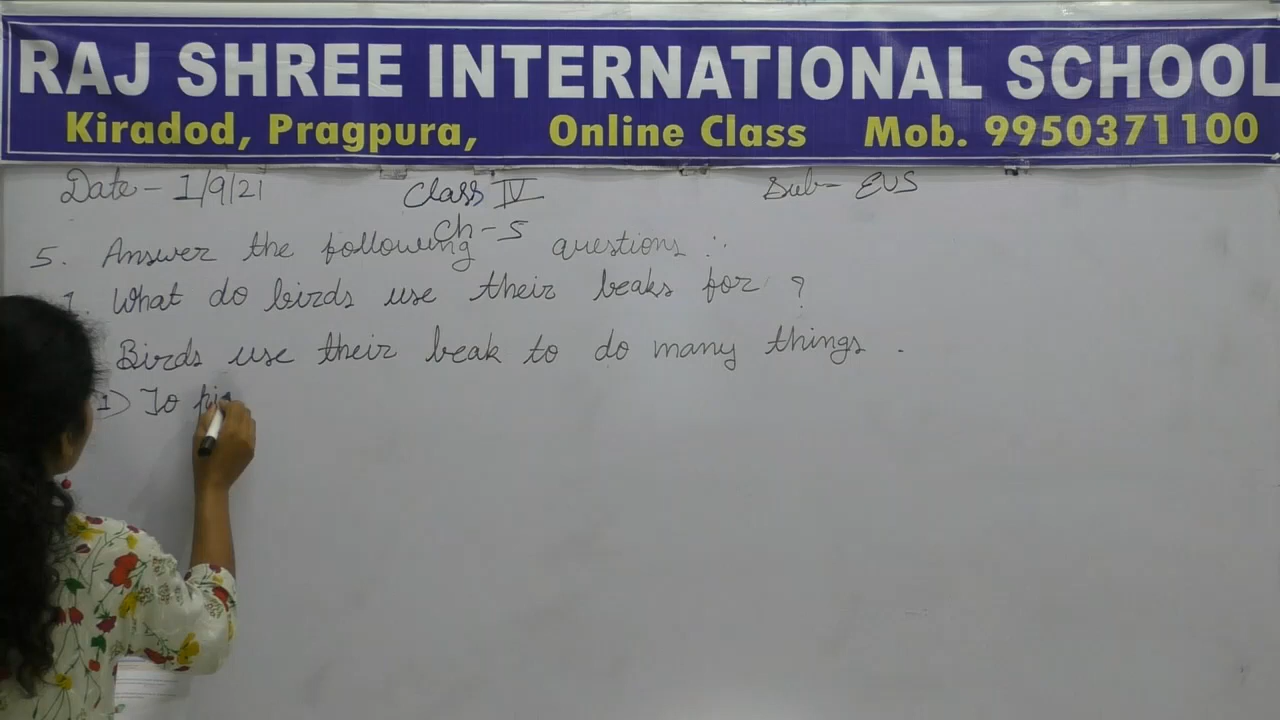 RAJ SHREE INTERNATIONAL SCHOOL
Kiradod, Pragpura, Online Class Mob. 9950371100
Date - 1/9/21 Class IV Sub - EVS
Ch - 5
5. Answer the following questions :.
1. What do birds use their beaks for ?
Birds use their beak to do many things .
1) To pi